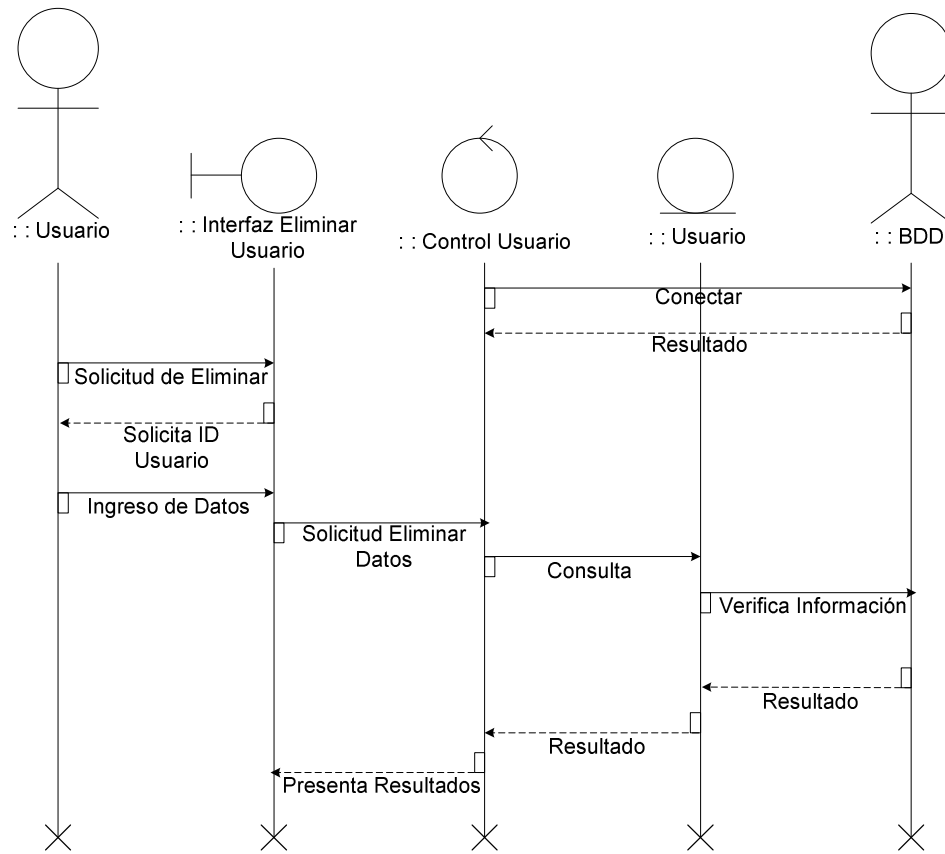 : : Usuario
: : Interfaz Eliminar
Usuario
: : Control Usuario
: : Usuario
: : BDD
Conectar
Resultado
Solicitud de Eliminar
Solicita ID
Usuario
Ingreso de Datos
Solicitud Eliminar
Datos
Consulta
Verifica Información
Resultado
Resultado
Presenta Resultados